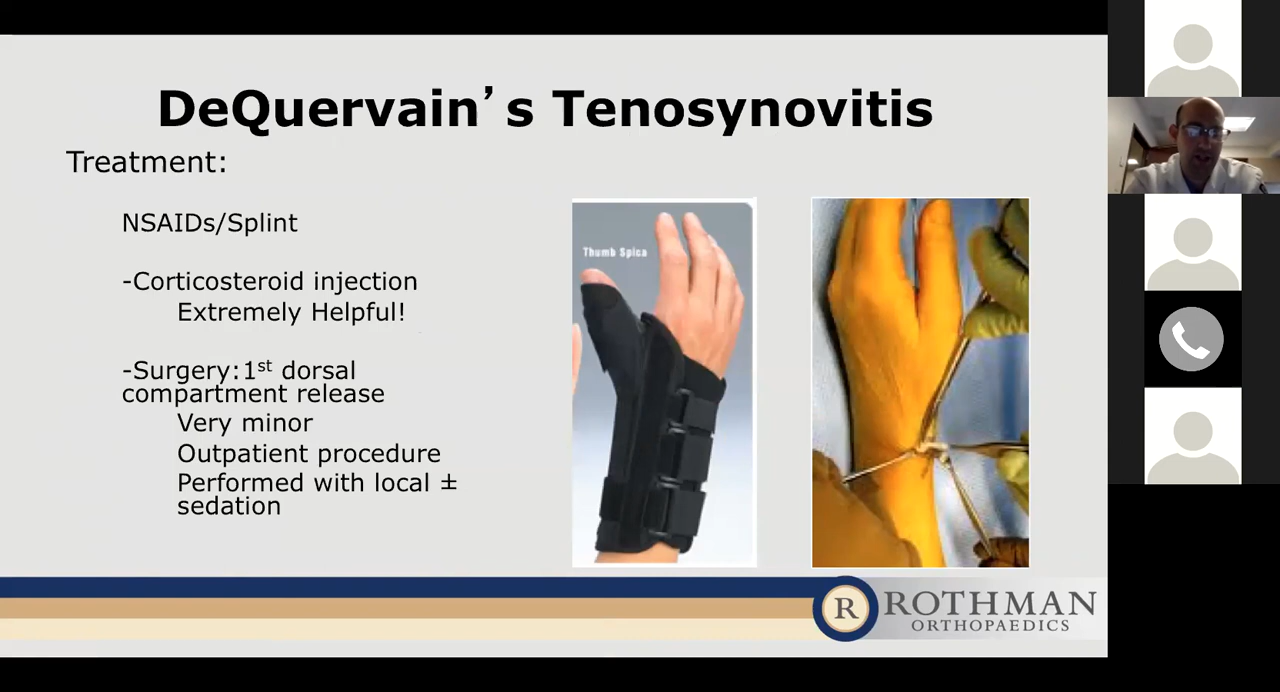 DeQuervain’s Tenosynovitis
Treatment:
NSAIDs/Splint
-Corticosteroid injection
Extremely Helpful!
-Surgery:1st dorsal
compartment release
Very minor
Outpatient procedure
Performed with local ±
sedation
Thumb Spica
R
ROTHMAN
ORTHOPAEDICS